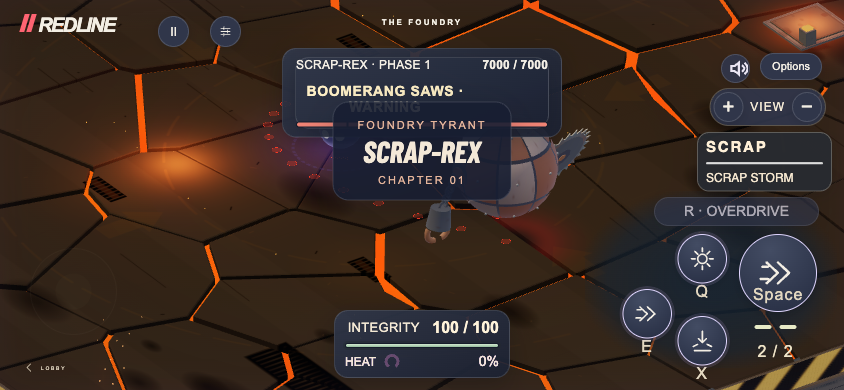 REDLINE
THE FOUNDRY
SCRAP-REX · PHASE 1 7000 / 7000
BOOMERANG SAWS ·
WARNING
FOUNDRY TYRANT
SCRAP-REX
CHAPTER 01
Options
+ VIEW −
SCRAP
SCRAP STORM
R · OVERDRIVE
Q
Space
E
X
2 / 2
INTEGRITY 100 / 100
HEAT 0%
LOBBY